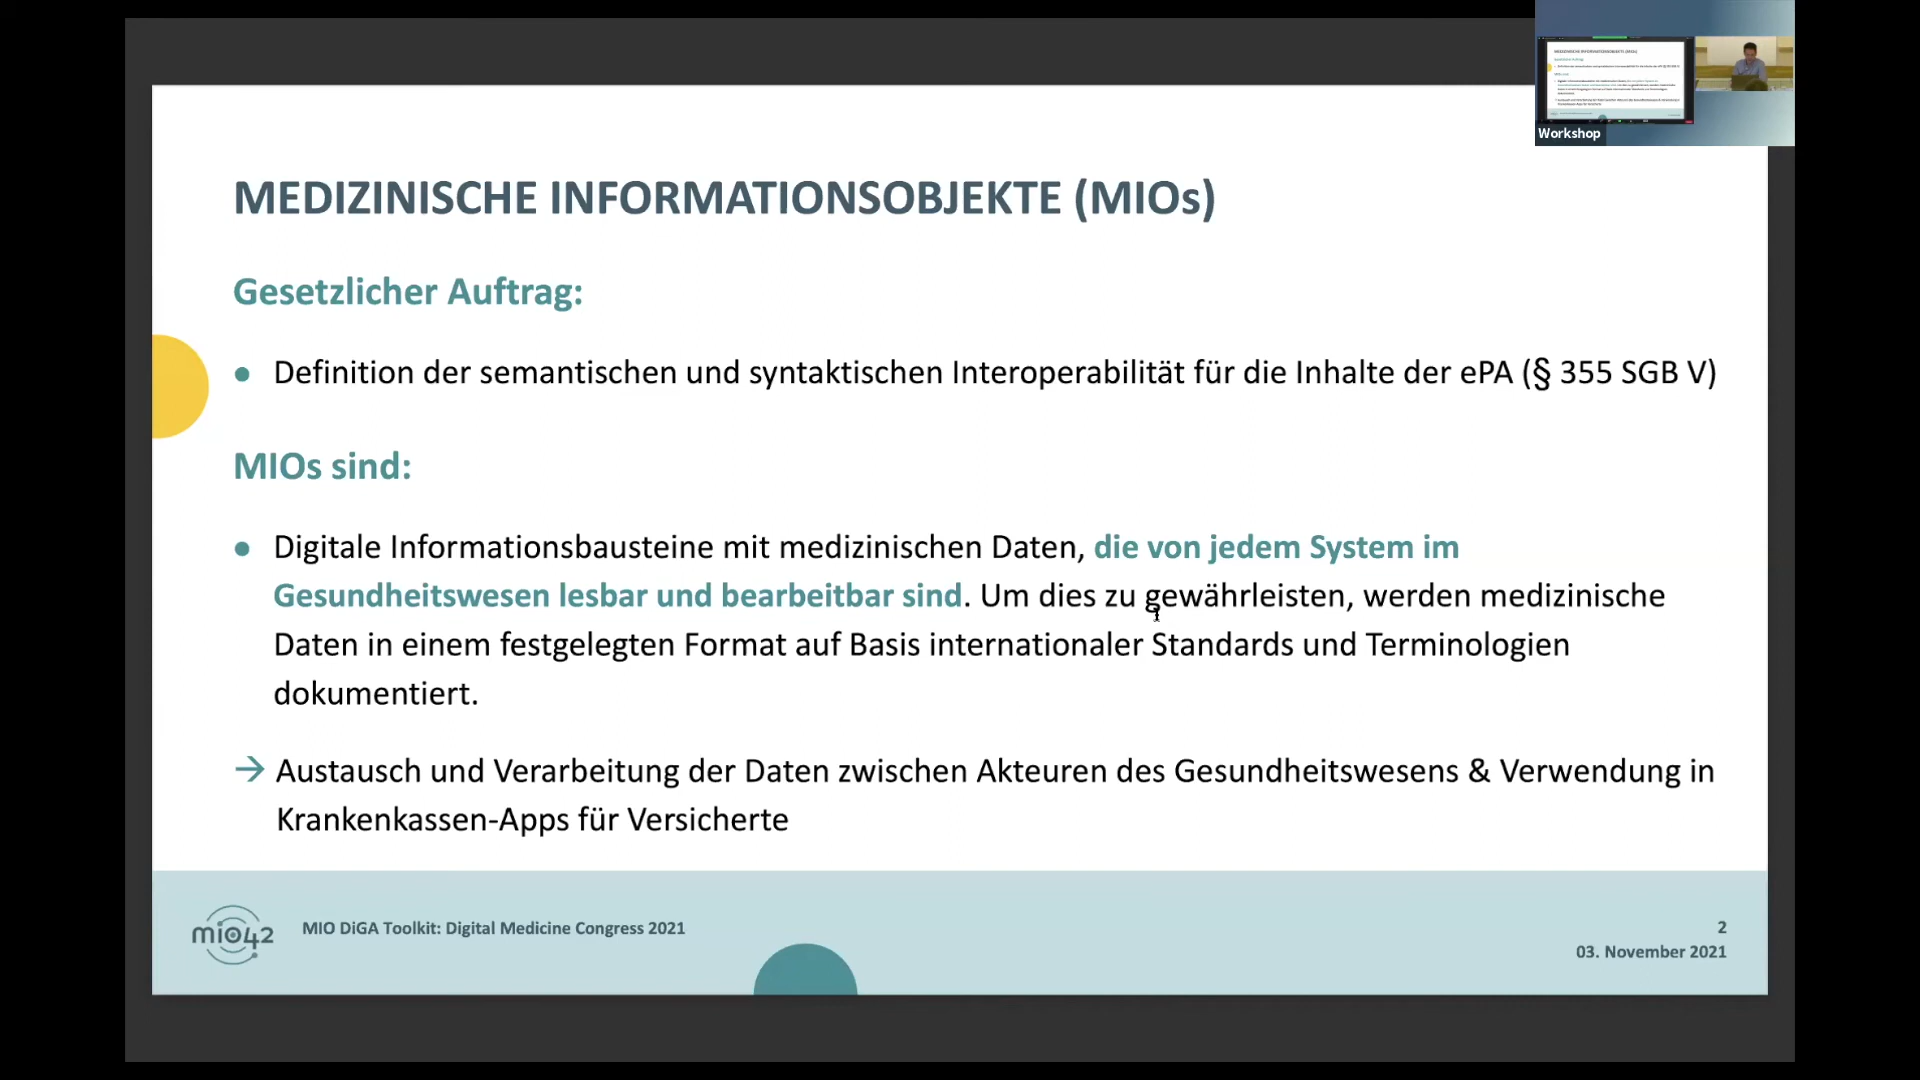 Workshop
MEDIZINISCHE INFORMATIONSOBJEKTE (MIOs)
Gesetzlicher Auftrag:
● Definition der semantischen und syntaktischen Interoperabilität für die Inhalte der ePA (§ 355 SGB V)
MIOs sind:
● Digitale Informationsbausteine mit medizinischen Daten, die von jedem System im
Gesundheitswesen lesbar und bearbeitbar sind. Um dies zu gewährleisten, werden medizinische
Daten in einem festgelegten Format auf Basis internationaler Standards und Terminologien
dokumentiert.
→ Austausch und Verarbeitung der Daten zwischen Akteuren des Gesundheitswesens & Verwendung in
Krankenkassen-Apps für Versicherte
mio42
MIO DiGA Toolkit: Digital Medicine Congress 2021
2
03. November 2021